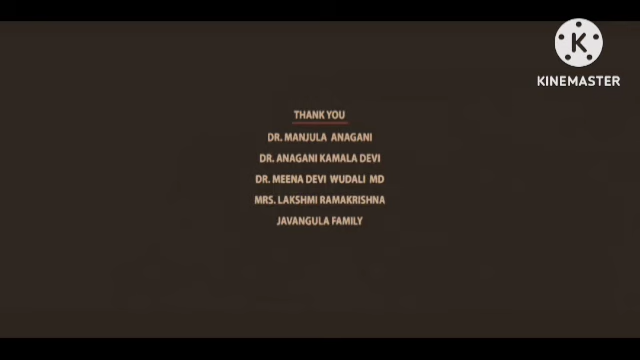 K
KINEMASTER
THANK YOU
DR. MANJULA ANAGANI
DR. ANAGANI KAMALA DEVI
DR. MEENA DEVI WUDALI MD
MRS. LAKSHMI RAMAKRISHNA
JAVANGULA FAMILY